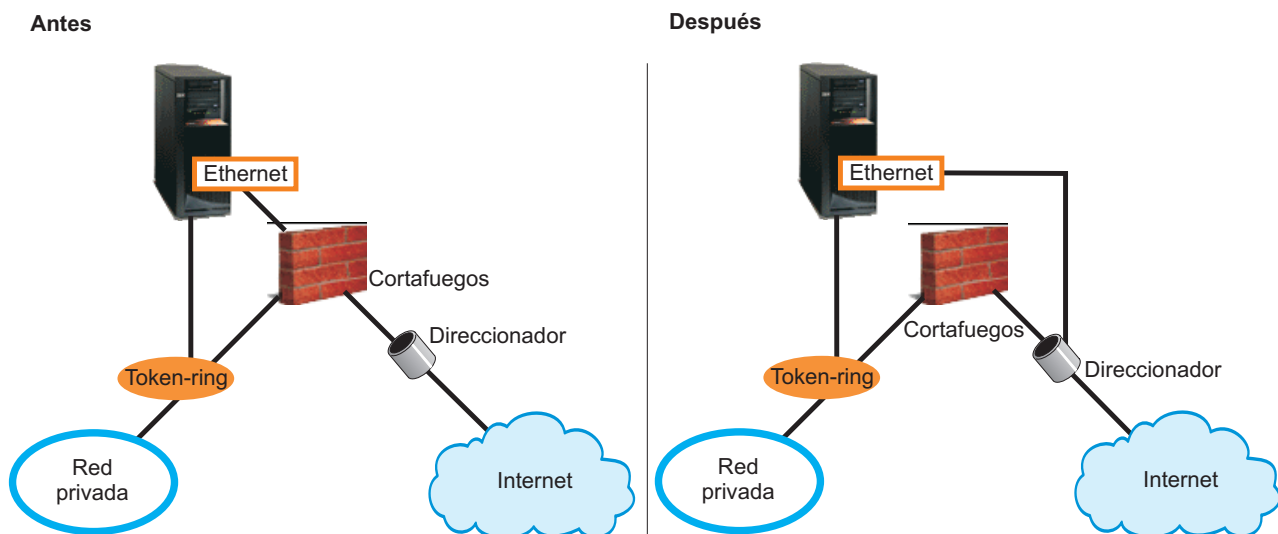 Antes
Ethernet
Cortafuegos
Direccionador
Token-ring
Red
privada
Internet
Después
Ethernet
Cortafuegos
Direccionador
Token-ring
Red
privada
Internet